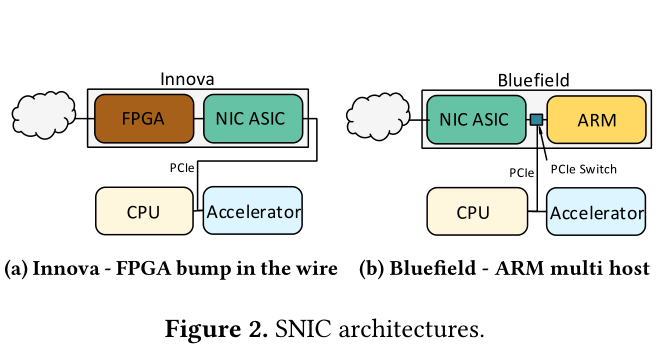 Innova
FPGA
NIC ASIC
PCIe
CPU
Accelerator
(a) Innova - FPGA bump in the wire
Bluefield
NIC ASIC
ARM
PCIe
PCIe Switch
CPU
Accelerator
(b) Bluefield - ARM multi host
Figure 2. SNIC architectures.